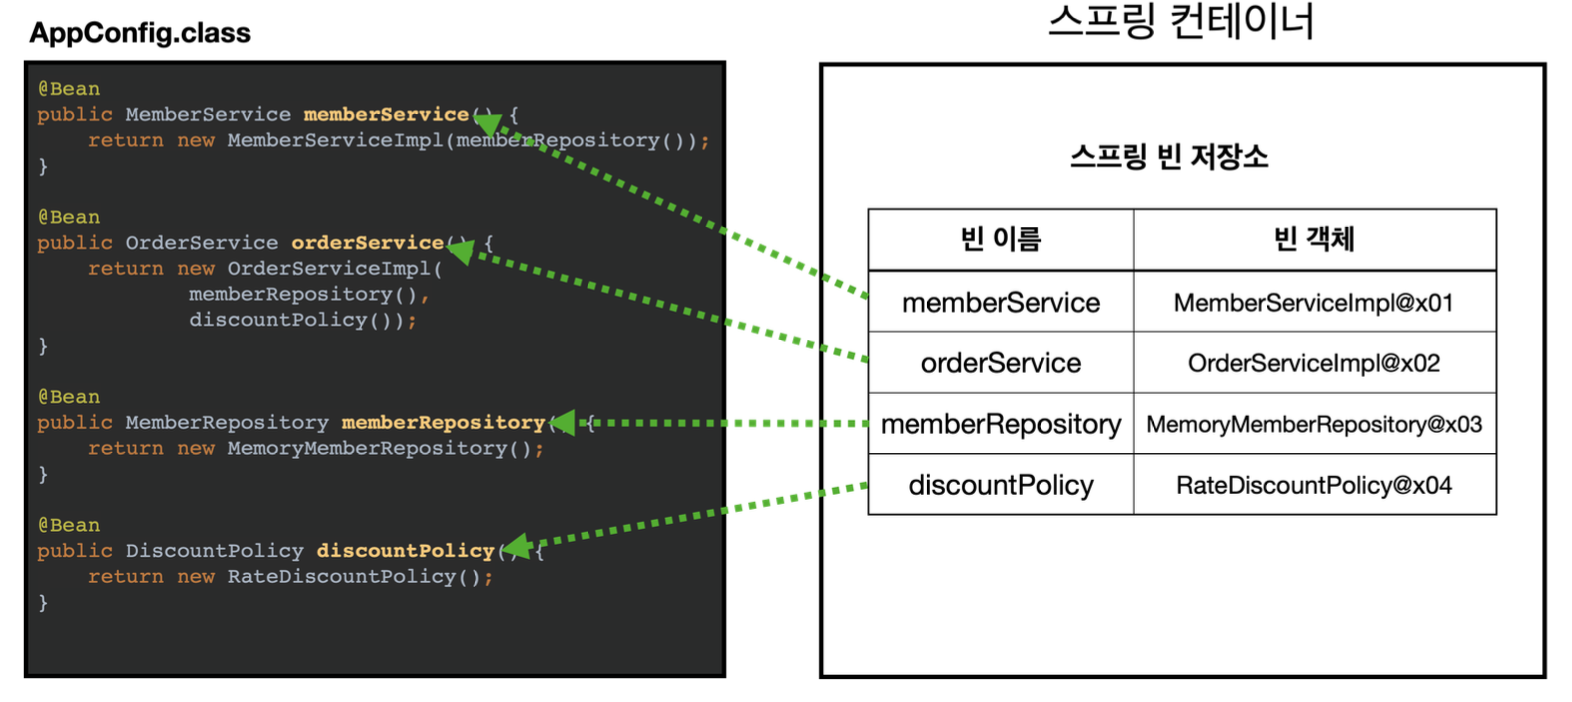 AppConfig.class
@Bean
public MemberService memberService() {
    return new MemberServiceImpl(memberRepository());
}
@Bean
public OrderService orderService() {
    return new OrderServiceImpl(
            memberRepository(),
            discountPolicy());
}
@Bean
public MemberRepository memberRepository() {
    return new MemoryMemberRepository();
}
@Bean
public DiscountPolicy discountPolicy() {
    return new RateDiscountPolicy();
}
스프링 컨테이너
스프링 빈 저장소
빈 이름 빈 객체
memberService MemberServiceImpl@x01
orderService OrderServiceImpl@x02
memberRepository MemoryMemberRepository@x03
discountPolicy RateDiscountPolicy@x04